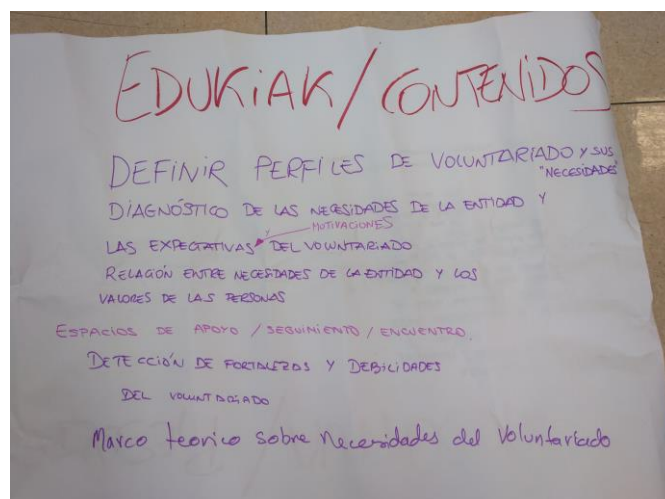 EDUKIAK / CONTENIDOS
DEFINIR PERFILES DE VOLUNTARIADO Y SUS
"NECESIDADES"
DIAGNÓSTICO DE LAS NECESIDADES DE LA ENTIDAD Y
Y MOTIVACIONES
LAS EXPECTATIVAS DEL VOLUNTARIADO
RELACIÓN ENTRE NECESIDADES DE LA ENTIDAD Y LOS
VALORES DE LAS PERSONAS
ESPACIOS DE APOYO / SEGUIMIENTO / ENCUENTRO.
DETECCIÓN DE FORTALEZAS Y DEBILIDADES
DEL VOLUNTARIADO
Marco teorico sobre necesidades del Voluntariado